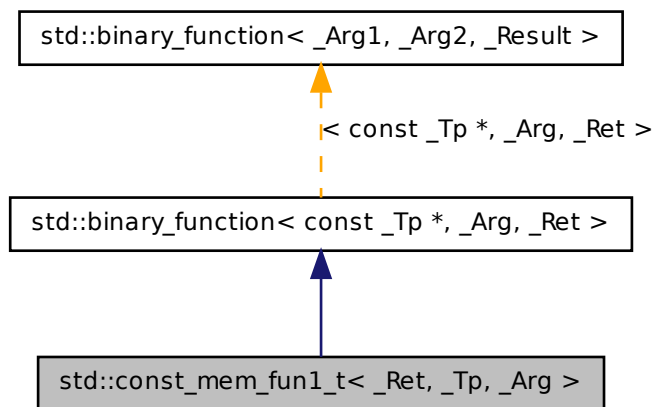 std::binary_function< _Arg1, _Arg2, _Result >
< const _Tp *, _Arg, _Ret >
std::binary_function< const _Tp *, _Arg, _Ret >
std::const_mem_fun1_t< _Ret, _Tp, _Arg >